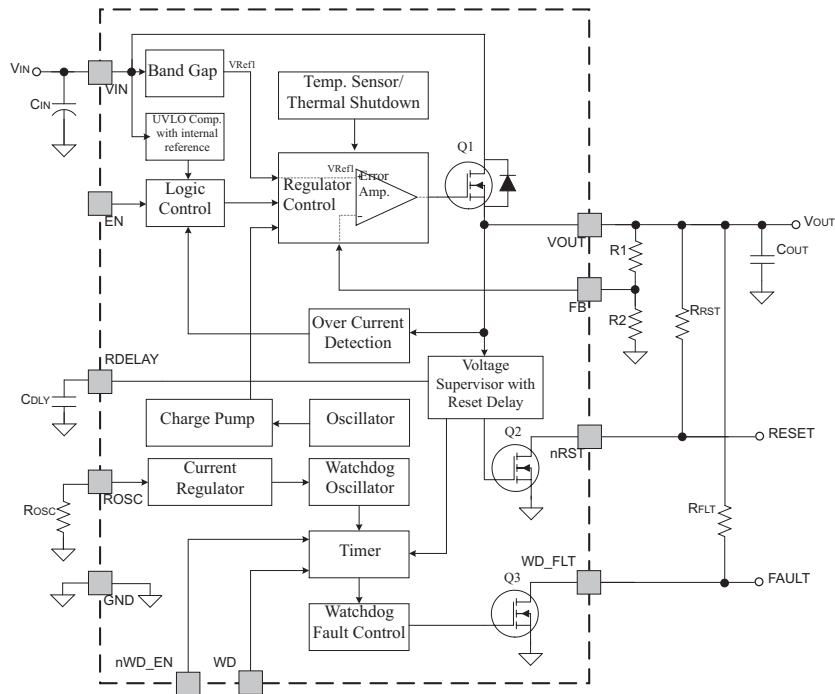 VIN
CIN
VIN
Band Gap
VRef1
Temp. Sensor/
Thermal Shutdown
UVLO Comp.
with internal
reference
Q1
VRef1
Error
Amp.
Regulator
Control
Logic
Control
EN
VOUT
VOUT
COUT
R1
FB
R2
RRST
Over Current
Detection
RDELAY
CDLY
Voltage
Supervisor with
Reset Delay
Charge Pump
Oscillator
Q2
nRST
RESET
ROSC
ROSC
Current
Regulator
Watchdog
Oscillator
RFLT
Timer
WD_FLT
FAULT
Q3
GND
Watchdog
Fault Control
nWD_EN
WD